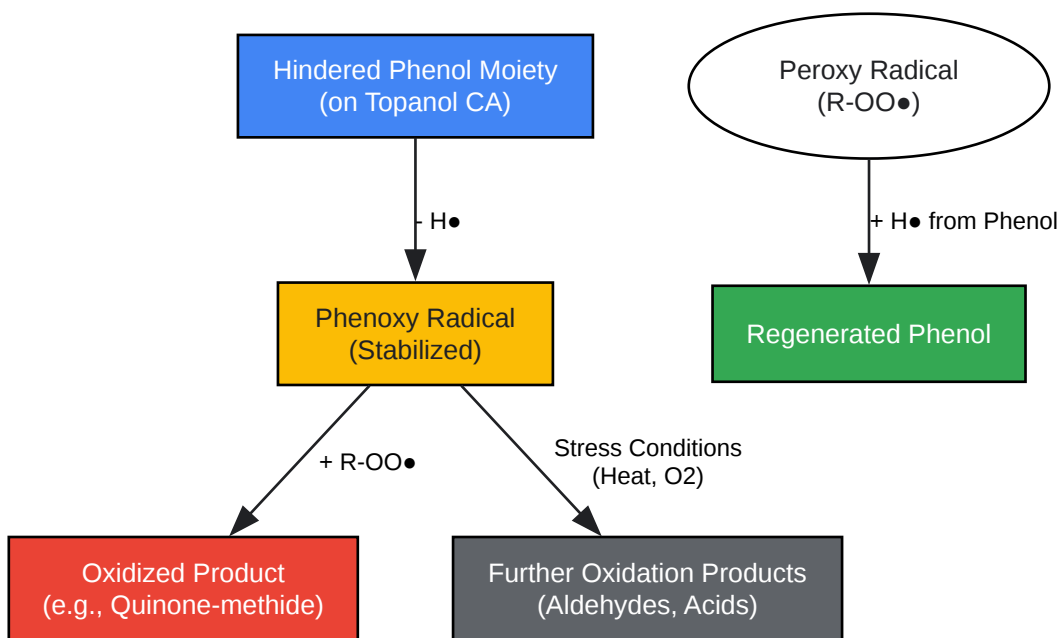 Hindered Phenol Moiety
(on Topanol CA)
Peroxy Radical
(R-OO●)
- H●
+ H● from Phenol
Phenoxy Radical
(Stabilized)
Regenerated Phenol
+ R-OO●
Stress Conditions
(Heat, O2)
Oxidized Product
(e.g., Quinone-methide)
Further Oxidation Products
(Aldehydes, Acids)